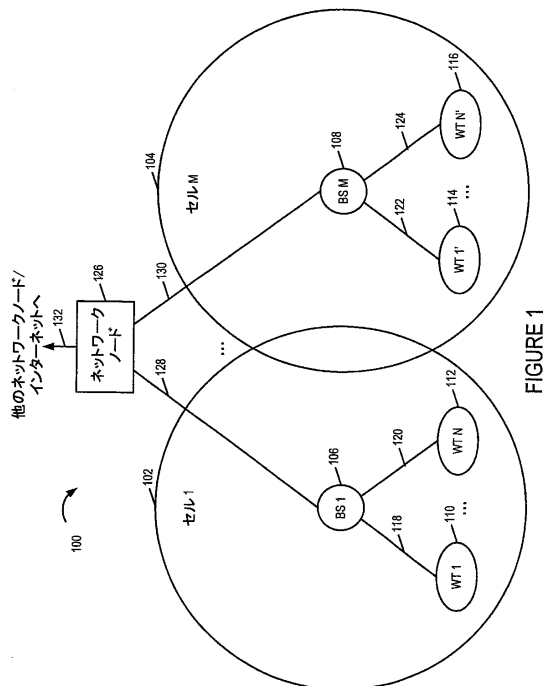 他のネットワークノード/
インターネットへ
132
126
ネットワーク
ノード
100
128
130
...
102
104
セル 1
セル M
106
108
BS 1
BS M
118
120
122
124
110
112
114
116
WT 1
...
WT N
WT 1'
...
WT N'
FIGURE 1